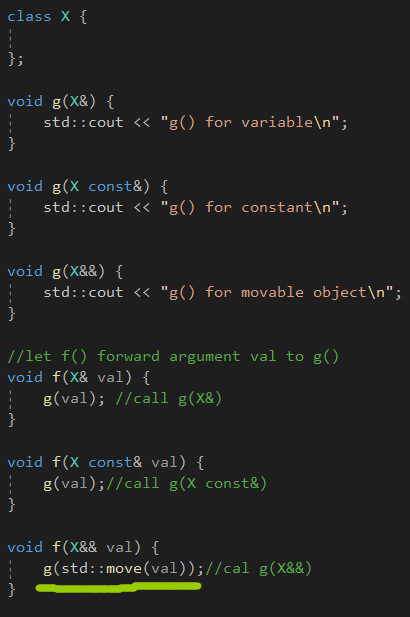 class X {
};
void g(X&) {
std::cout << "g() for variable\n";
}
void g(X const&) {
std::cout << "g() for constant\n";
}
void g(X&&) {
std::cout << "g() for movable object\n";
}
//let f() forward argument val to g()
void f(X& val) {
g(val); //call g(X&)
}
void f(X const& val) {
g(val);//call g(X const&)
}
void f(X&& val) {
g(std::move(val));//cal g(X&&)
}